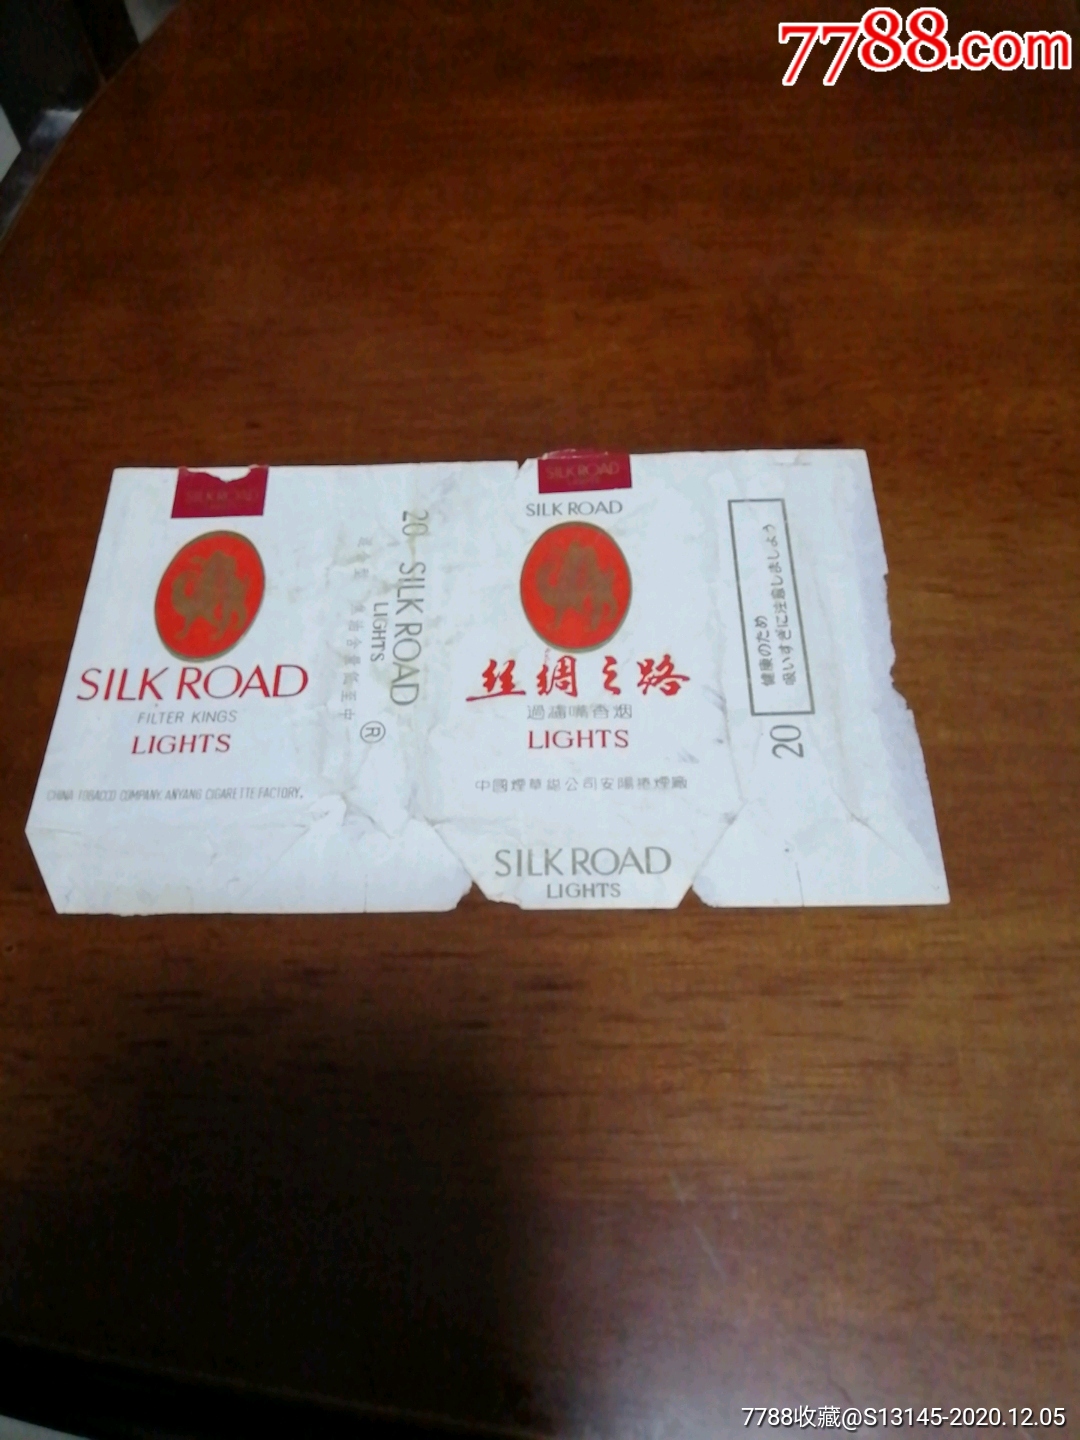 7788.com
SILK ROAD
SILK ROAD
FILTER KINGS
LIGHTS
CHINA TOBACCO COMPANY. ANYANG CIGARETTE FACTORY.
20 SILK ROAD
LIGHTS
®
SILK ROAD
SILK ROAD
丝绸之路
過濾嘴香烟
LIGHTS
中國煙草総公司安陽捲煙廠
SILK ROAD
LIGHTS
健康のため
吸いすぎに注意しましょう
20
7788收藏@S13145-2020.12.05